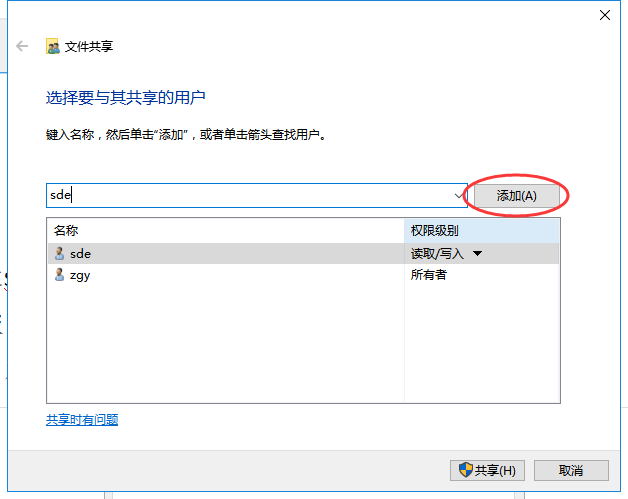 文件共享
选择要与其共享的用户
键入名称，然后单击“添加”，或者单击箭头查找用户。
sde
添加(A)
名称 权限级别
sde 读取/写入
zgy 所有者
共享时有问题
共享(H) 取消